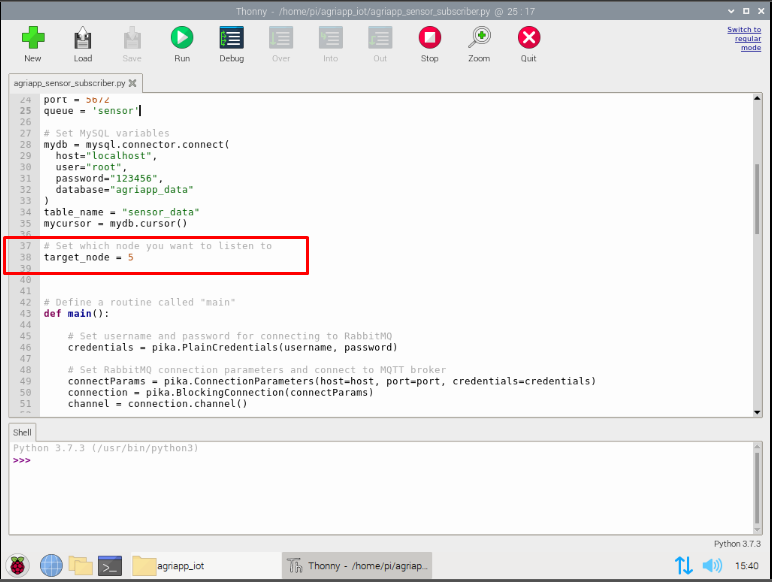 Thonny - /home/pi/agriapp_iot/agriapp_sensor_subscriber.py @ 25 : 17
New Load Save Run Debug Over Into Out Stop Zoom Quit
Switch to
regular
mode
agriapp_sensor_subscriber.py
24 port = 5672
25 queue = 'sensor'
26
27 # Set MySQL variables
28 mydb = mysql.connector.connect(
29 host="localhost",
30 user="root",
31 password="123456",
32 database="agriapp_data"
33 )
34 table_name = "sensor_data"
35 mycursor = mydb.cursor()
36
37 # Set which node you want to listen to
38 target_node = 5
39
40
41
42 # Define a routine called "main"
43 def main():
44
45 # Set username and password for connecting to RabbitMQ
46 credentials = pika.PlainCredentials(username, password)
47
48 # Set RabbitMQ connection parameters and connect to MQTT broker
49 connectParams = pika.ConnectionParameters(host=host, port=port, credentials=credentials)
50 connection = pika.BlockingConnection(connectParams)
51 channel = connection.channel()
Shell
Python 3.7.3 (/usr/bin/python3)
>>>
Python 3.7.3
agriapp_iot
Thonny - /home/pi/agriap...
15:40